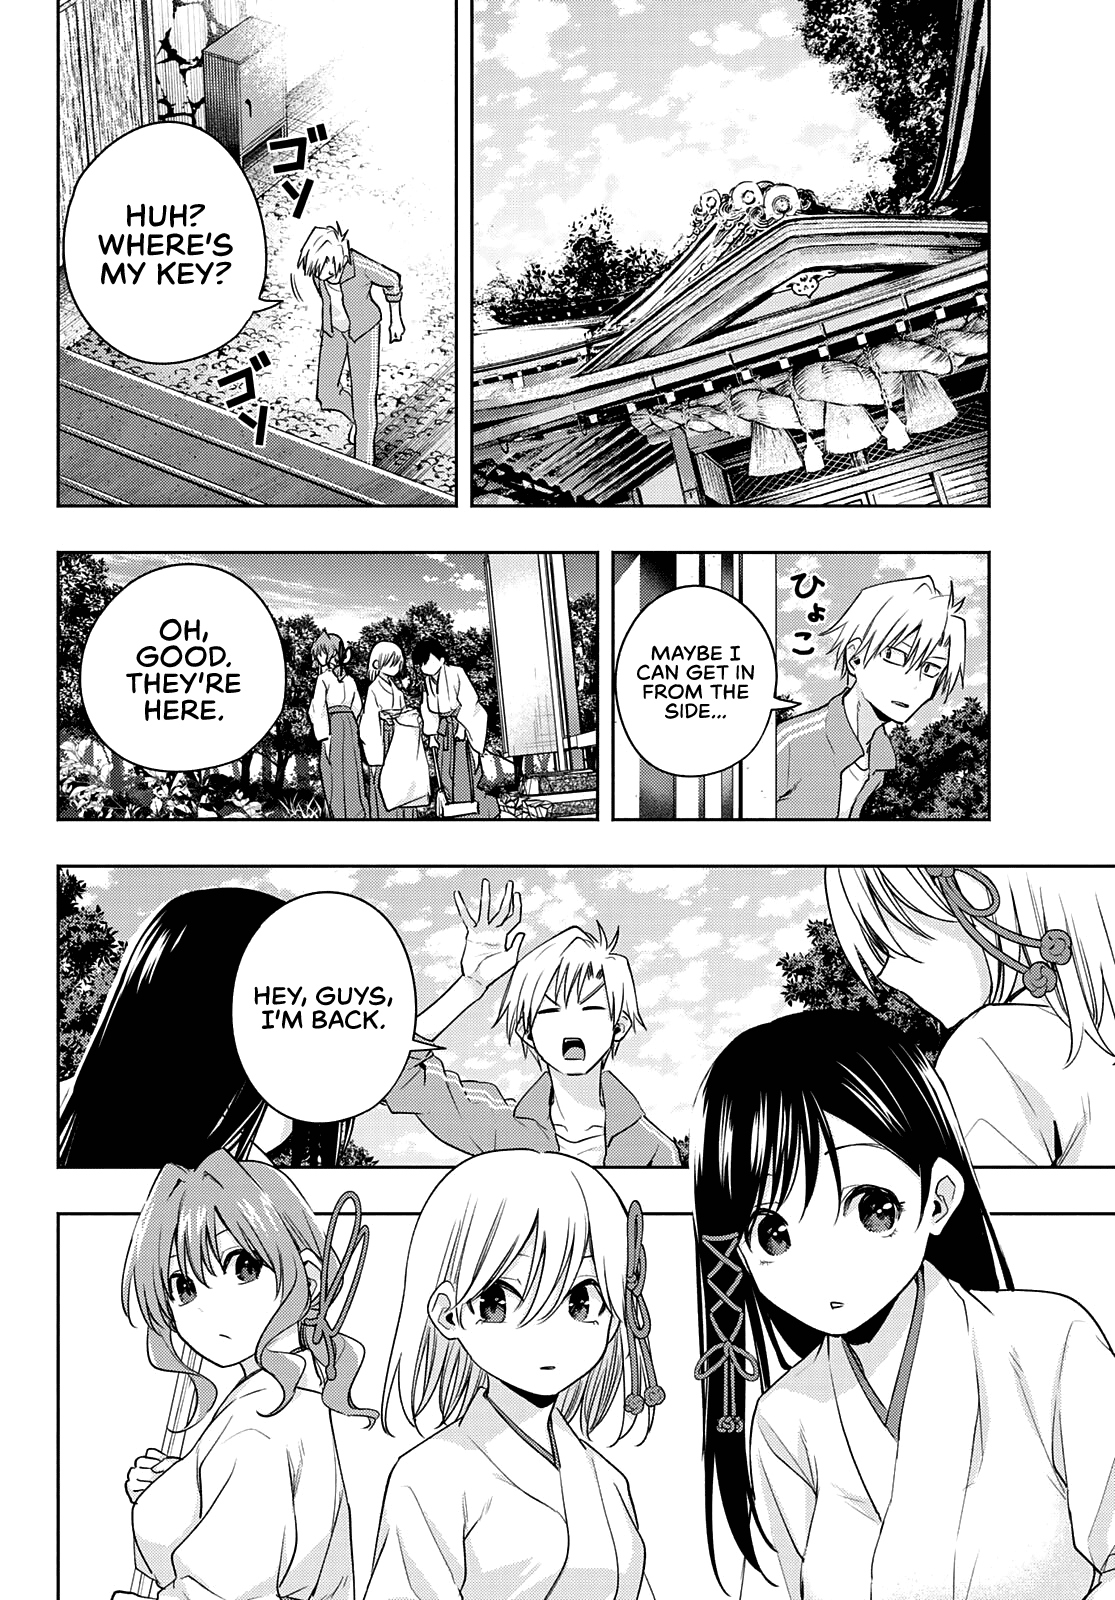 HUH?
WHERE'S
MY KEY?
ゴソ
ゴソ
ひょこ
MAYBE I
CAN GET IN
FROM THE
SIDE...
OH,
GOOD.
THEY'RE
HERE.
HEY, GUYS,
I'M BACK.